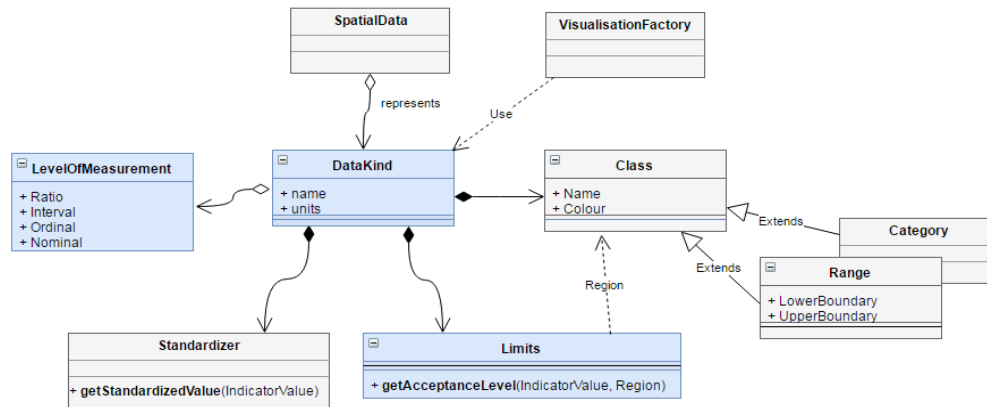 SpatialData
VisualisationFactory
represents
Use
LevelOfMeasurement
+ Ratio
+ Interval
+ Ordinal
+ Nominal
DataKind
+ name
+ units
Class
+ Name
+ Colour
Extends
Category
Extends
Range
+ LowerBoundary
+ UpperBoundary
Region
Standardizer
+ getStandardizedValue(IndicatorValue)
Limits
+ getAcceptanceLevel(IndicatorValue, Region)